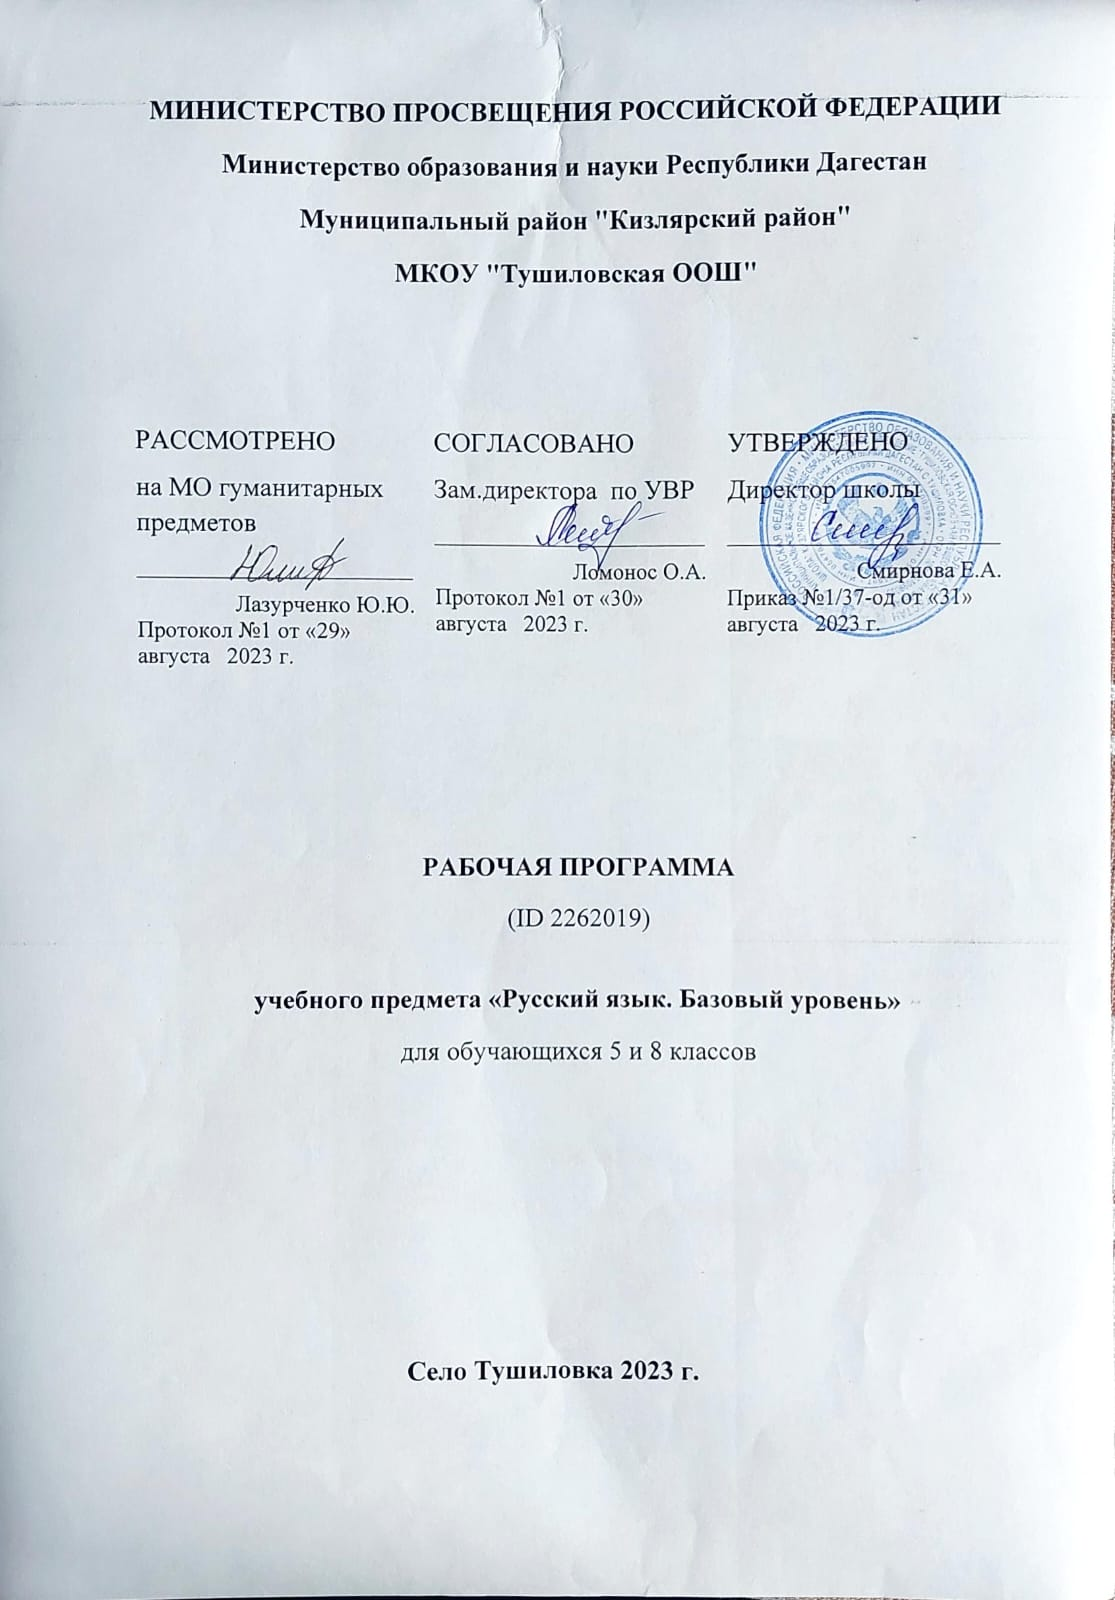 МИНИСТЕРСТВО ПРОСВЕЩЕНИЯ РОССИЙСКОЙ ФЕДЕРАЦИИ
Министерство образования и науки Республики Дагестан
Муниципальный район "Кизлярский район"
МКОУ "Тушиловская ООШ"
РАССМОТРЕНО
на МО гуманитарных
предметов
Лазурченко Ю.Ю.
Протокол №1 от «29»
августа 2023 г.
СОГЛАСОВАНО
Зам.директора по УВР
Ломонос О.А.
Протокол №1 от «30»
августа 2023 г.
УТВЕРЖДЕНО
Директор школы
Смирнова Е.А.
Приказ №1/37-од от «31»
августа 2023 г.
РАБОЧАЯ ПРОГРАММА
(ID 2262019)
учебного предмета «Русский язык. Базовый уровень»
для обучающихся 5 и 8 классов
Село Тушиловка 2023 г.